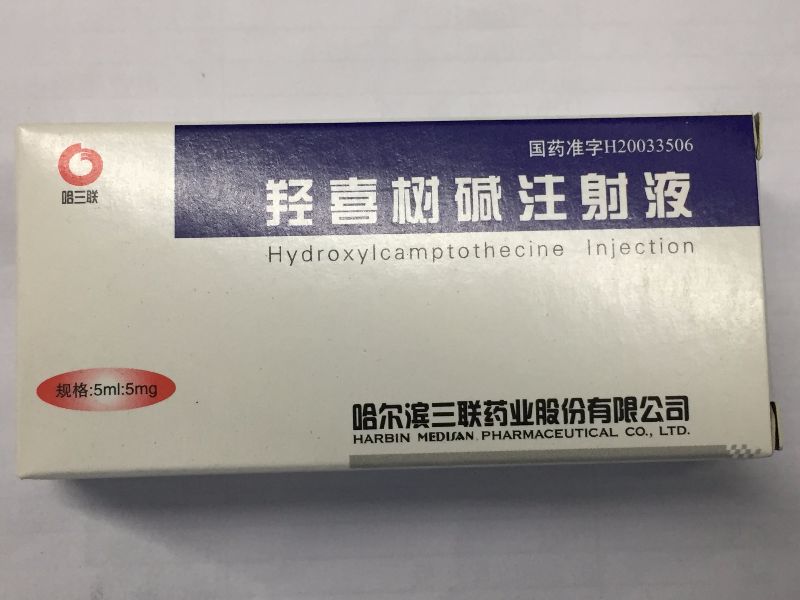 国药准字H20033506
哈三联
羟喜树碱注射液
Hydroxylcamptothecine Injection
规格:5ml:5mg
哈尔滨三联药业股份有限公司
HARBIN MEDISAN PHARMACEUTICAL CO., LTD.